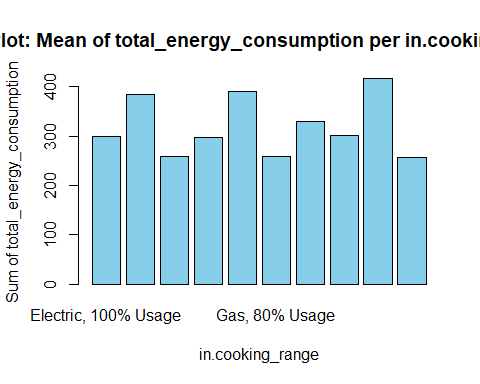 lot: Mean of total_energy_consumption per in.cooki
Sum of total_energy_consumption
400
300
200
100
0
Electric, 100% Usage Gas, 80% Usage
in.cooking_range